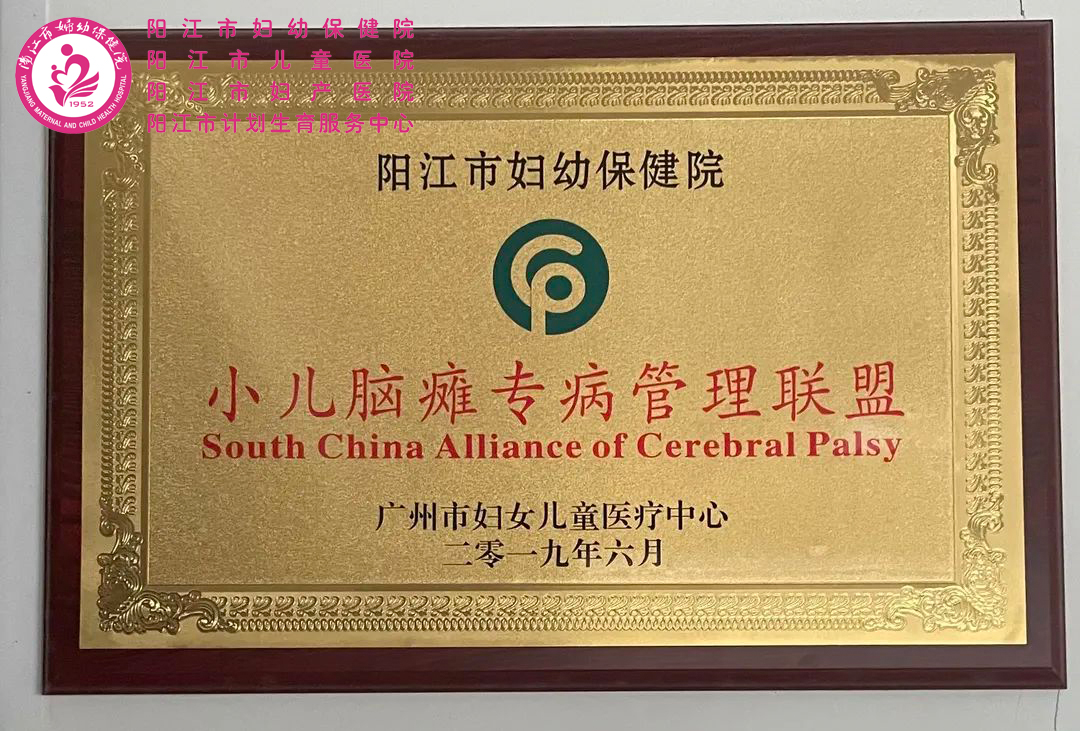 阳江市妇幼保健院
阳江市儿童医院
阳江市妇产医院
阳江市计划生育服务中心
阳江市妇幼保健院
YANGJIANG MATERNAL AND CHILD HEALTH HOSPITAL
1952
阳江市妇幼保健院
小儿脑瘫专病管理联盟
South China Alliance of Cerebral Palsy
广州市妇女儿童医疗中心
二零一九年六月